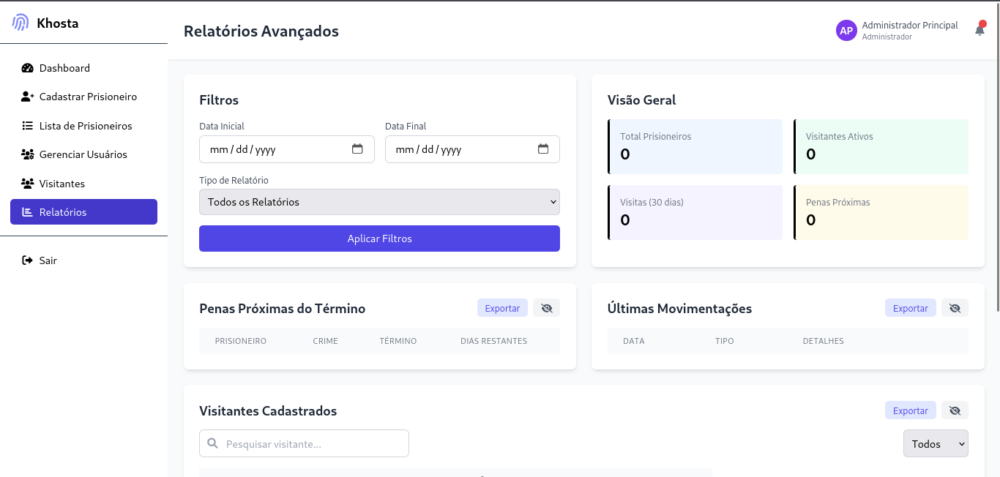 Khosta
Dashboard
Cadastrar Prisioneiro
Lista de Prisioneiros
Gerenciar Usuários
Visitantes
Relatórios
Sair
Relatórios Avançados
AP
Administrador Principal
Administrador
Filtros
Data Inicial
Data Final
mm / dd / yyyy
mm / dd / yyyy
Tipo de Relatório
Todos os Relatórios
Aplicar Filtros
Visão Geral
Total Prisioneiros
0
Visitantes Ativos
0
Visitas (30 dias)
0
Penas Próximas
0
Penas Próximas do Término
Exportar
PRISIONEIRO CRIME TÉRMINO DIAS RESTANTES
Últimas Movimentações
Exportar
DATA TIPO DETALHES
Visitantes Cadastrados
Exportar
Pesquisar visitante...
Todos